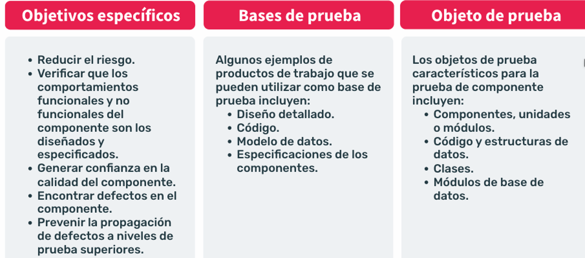 Objetivos específicos
Reducir el riesgo.
Verificar que los
comportamientos
funcionales y no
funcionales del
componente son los
diseñados y
especificados.
Generar confianza en la
calidad del componente.
Encontrar defectos en el
componente.
Prevenir la propagación
de defectos a niveles de
prueba superiores.
Bases de prueba
Algunos ejemplos de
productos de trabajo que se
pueden utilizar como base de
prueba incluyen:
Diseño detallado.
Código.
Modelo de datos.
Especificaciones de los
componentes.
Objeto de prueba
Los objetos de prueba
característicos para la
prueba de componente
incluyen:
Componentes, unidades
o módulos.
Código y estructuras de
datos.
Clases.
Módulos de base de
datos.